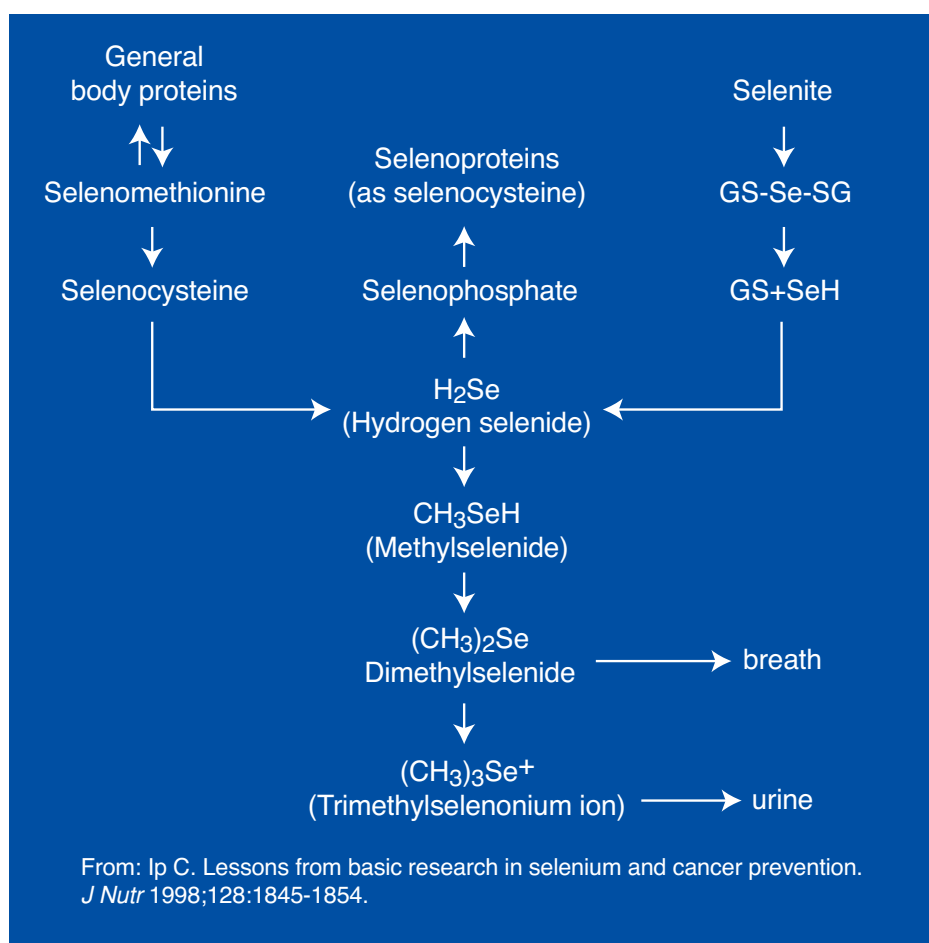 General
body proteins
Selenomethionine
Selenocysteine
Selenoproteins
(as selenocysteine)
Selenophosphate
H2Se
(Hydrogen selenide)
Selenite
GS-Se-SG
GS+SeH
CH3SeH
(Methylselenide)
(CH3)2Se
Dimethylselenide
breath
(CH3)3Se+
(Trimethylselenonium ion)
urine
From: Ip C. Lessons from basic research in selenium and cancer prevention.
J Nutr 1998;128:1845-1854.